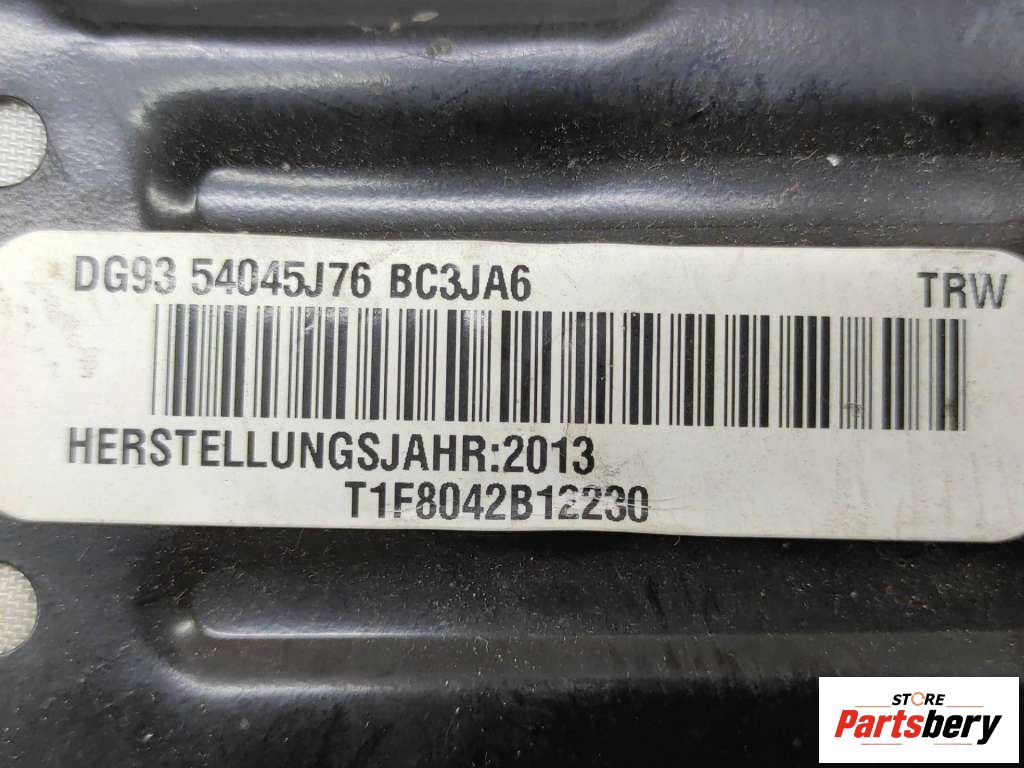 DG93 54045J76 BC3JA6 TRW
HERSTELLUNGSJAHR:2013
T1F8042B12230
STORE
Partsbery